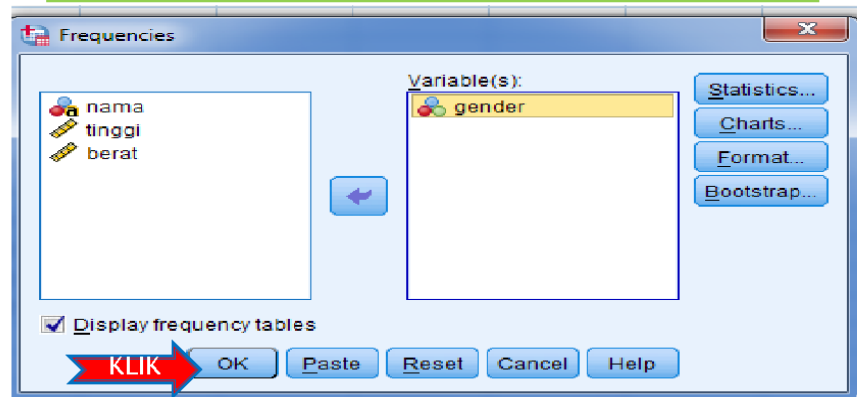 Frequencies
Variable(s):
nama
tinggi
berat
gender
Statistics...
Charts...
Format...
Bootstrap...
Display frequency tables
KLIK
OK Paste Reset Cancel Help